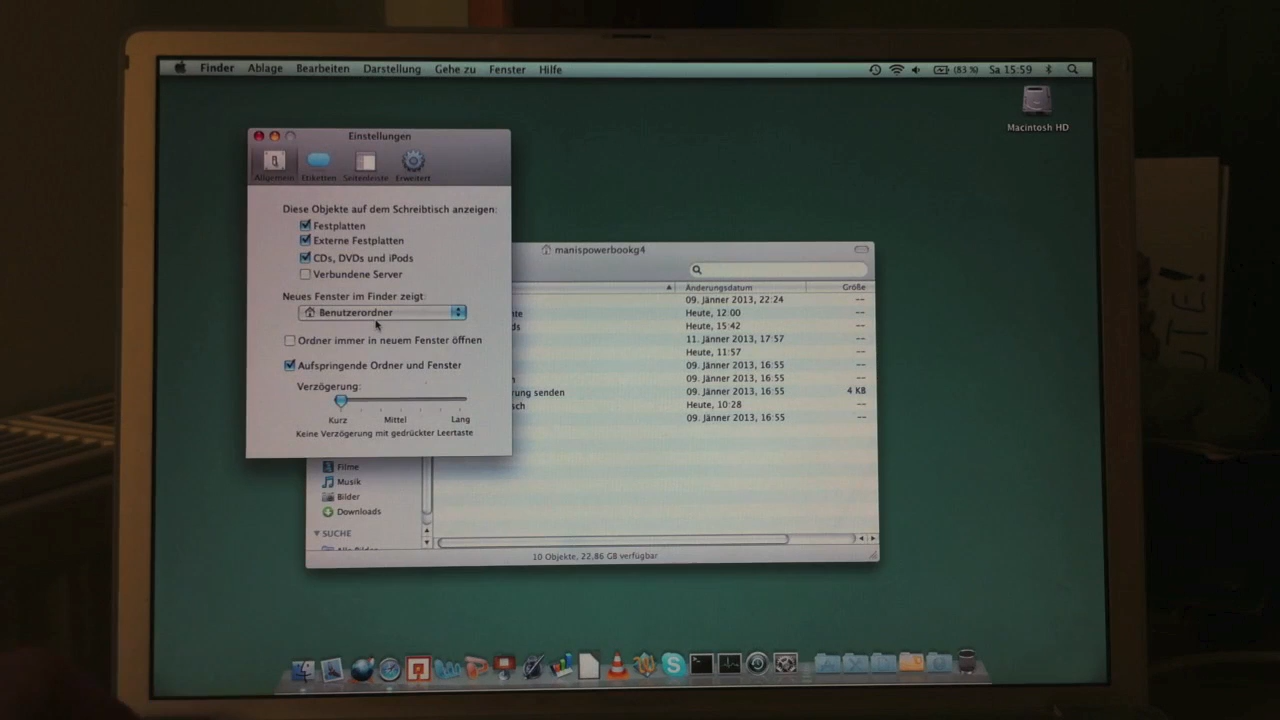 Finder Ablage Bearbeiten Darstellung Gehe zu Fenster Hilfe (83 %) Sa 15:59
Macintosh HD
Einstellungen
Allgemein Etiketten Seitenleiste Erweitert
Diese Objekte auf dem Schreibtisch anzeigen:
Festplatten
Externe Festplatten
CDs, DVDs und iPods
Verbundene Server
Neues Fenster im Finder zeigt:
Benutzerordner
Ordner immer in neuem Fenster öffnen
Aufspringende Ordner und Fenster
Verzögerung:
Kurz Mittel Lang
Keine Verzögerung mit gedrückter Leertaste
manispowerbookg4
Änderungsdatum Größe
09. Jänner 2013, 22:24 --
Heute, 12:00 --
Heute, 15:42 --
11. Jänner 2013, 17:57 --
Heute, 11:57 --
09. Jänner 2013, 16:55 --
09. Jänner 2013, 16:55 --
senden 09. Jänner 2013, 16:55 4 KB
Heute, 10:28 --
09. Jänner 2013, 16:55 --
Filme
Musik
Bilder
Downloads
SUCHE
10 Objekte, 22,86 GB verfügbar